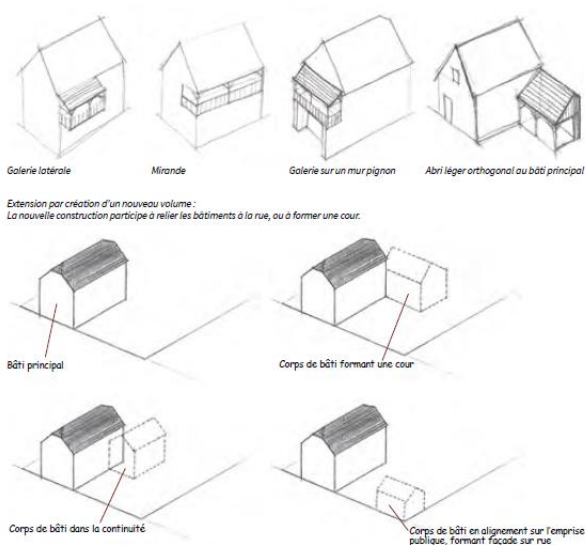 Galerie latérale
Mirande
Galerie sur un mur pignon
Abri léger orthogonal au bâti principal
Extension par création d'un nouveau volume :
La nouvelle construction participe à relier les bâtiments à la rue, ou à former une cour.
Bâti principal
Corps de bâti formant une cour
Corps de bâti dans la continuité
Corps de bâti en alignement sur l'emprise
publique, formant façade sur rue